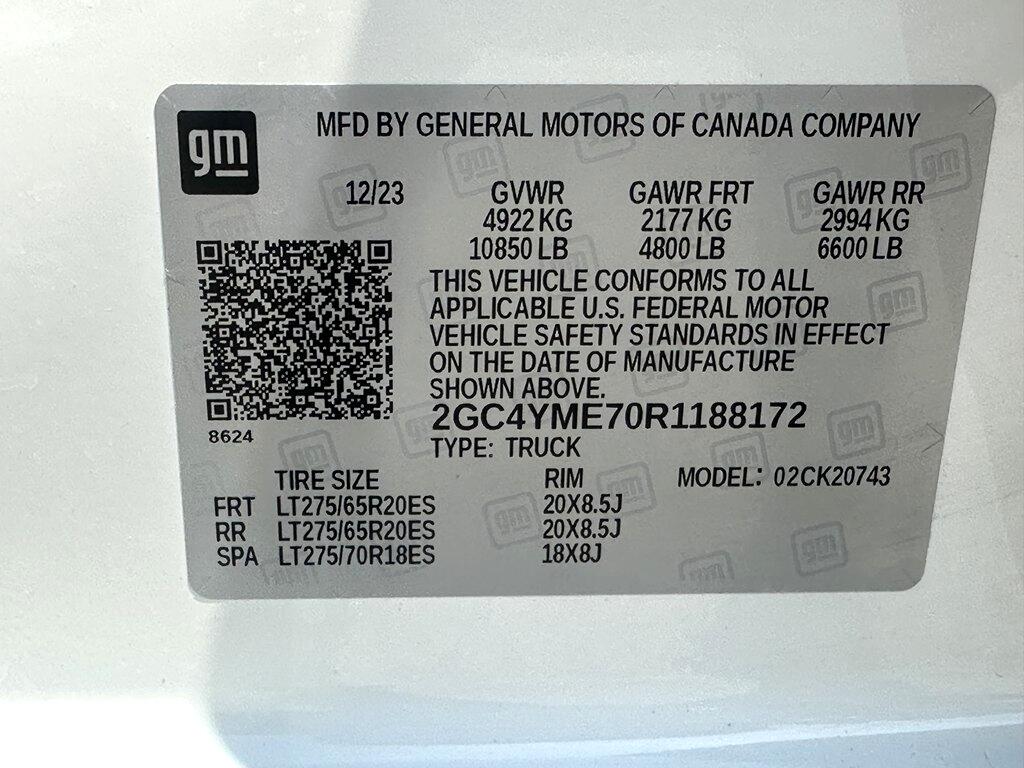 gm
MFD BY GENERAL MOTORS OF CANADA COMPANY
12/23 GVWR GAWR FRT GAWR RR
4922 KG 2177 KG 2994 KG
10850 LB 4800 LB 6600 LB
THIS VEHICLE CONFORMS TO ALL
APPLICABLE U.S. FEDERAL MOTOR
VEHICLE SAFETY STANDARDS IN EFFECT
ON THE DATE OF MANUFACTURE
SHOWN ABOVE.
2GC4YME70R1188172
8624
TYPE: TRUCK
TIRE SIZE RIM MODEL: 02CK20743
FRT LT275/65R20ES 20X8.5J
RR LT275/65R20ES 20X8.5J
SPA LT275/70R18ES 18X8J